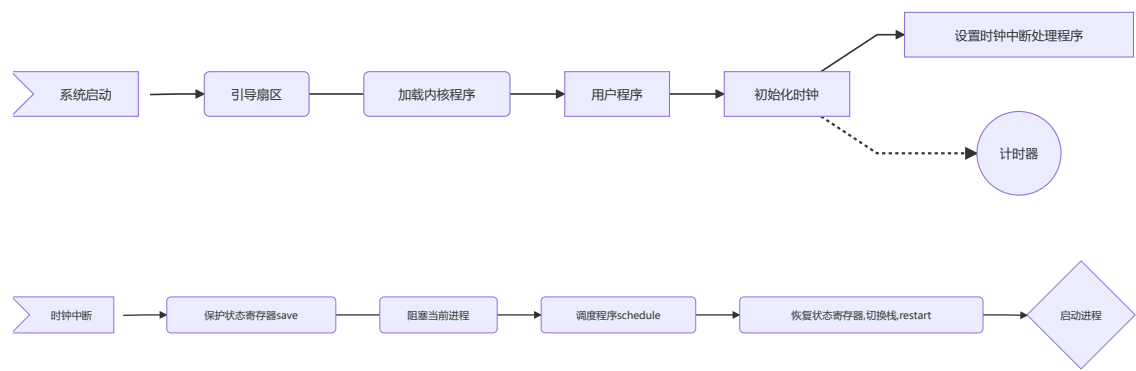 系统启动
引导扇区
加载内核程序
用户程序
初始化时钟
设置时钟中断处理程序
计时器
时钟中断
保护状态寄存器save
阻塞当前进程
调度程序schedule
恢复状态寄存器,切换栈,restart
启动进程